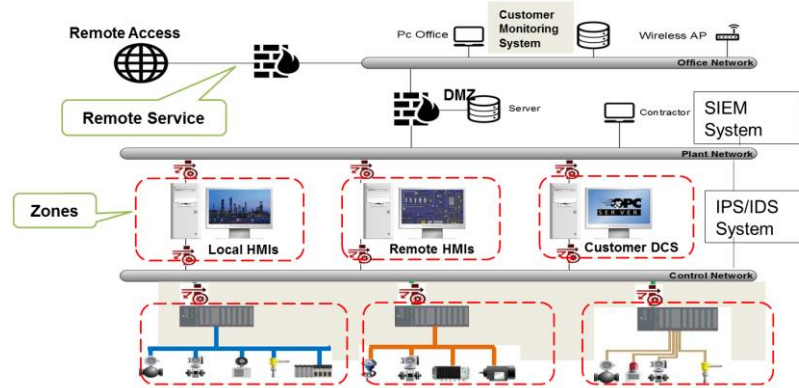 Remote Access
Pc Office
Customer
Monitoring
System
Wireless AP
Office Network
Remote Service
DMZ
Server
Contractor
SIEM
System
Plant Network
Zones
Local HMIs
Remote HMIs
OPC
SERVER
Customer DCS
IPS/IDS
System
Control Network